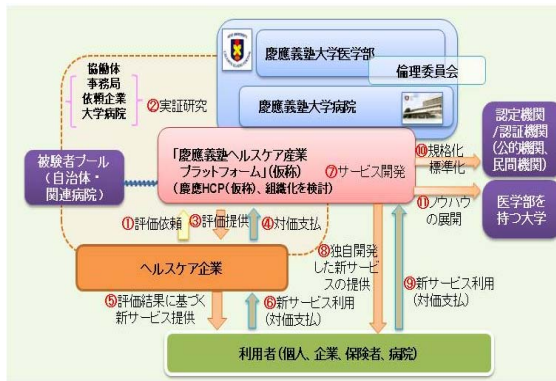 慶應義塾大学医学部
倫理委員会
慶應義塾大学病院
協働体
事務局
依頼企業
大学病院
②実証研究
被験者プール
(自治体・
関連病院)
「慶應義塾ヘルスケア産業
プラットフォーム」(仮称)
(慶應HCP(仮称)、組織化を検討)
⑦サービス開発
⑩規格化
標準化
認定機関
/認証機関
(公的機関、
民間機関)
⑪ノウハウ
の展開
医学部を
持つ大学
①評価依頼
③評価提供
④対価支払
ヘルスケア企業
⑧独自開発
した新サービ
スの提供
⑨新サービス利用
(対価支払)
⑤評価結果に基づく
新サービス提供
⑥新サービス利用
(対価支払)
利用者(個人、企業、保険者、病院)